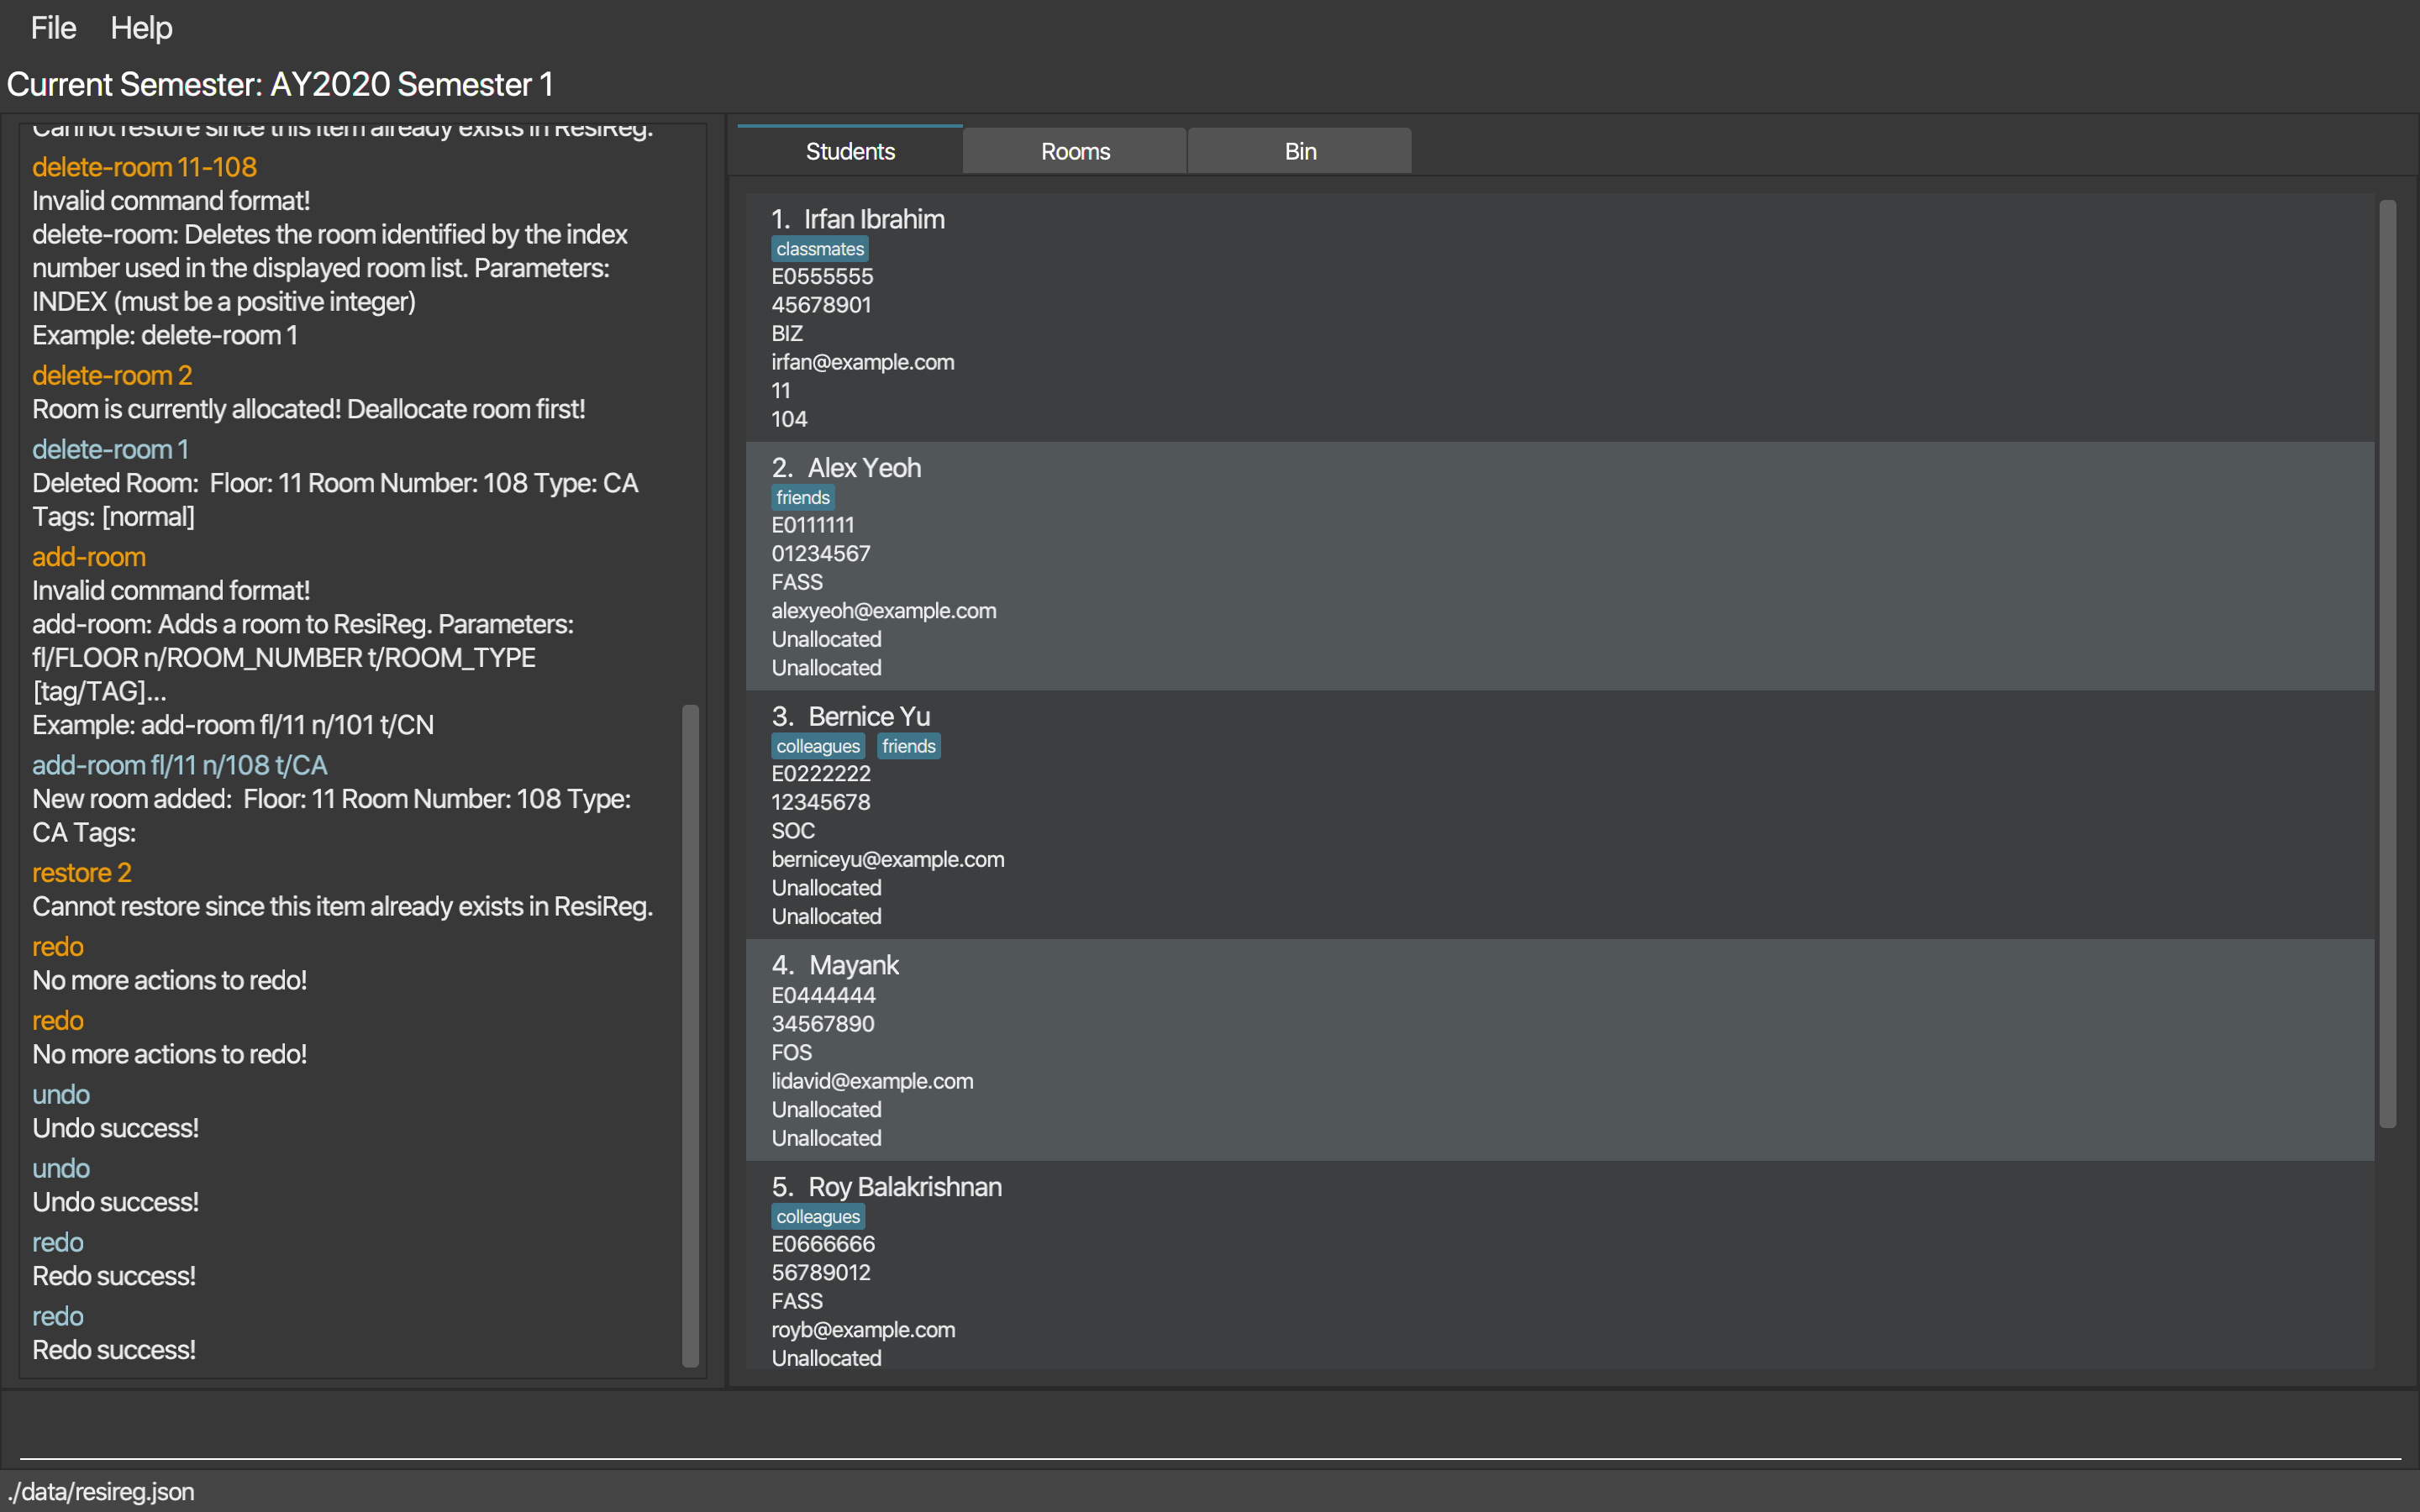 File Help
Current Semester: AY2020 Semester 1
Cannot restore since this item already exists in ResiReg.
delete-room 11-108
Invalid command format!
delete-room: Deletes the room identified by the index
number used in the displayed room list. Parameters:
INDEX (must be a positive integer)
Example: delete-room 1
delete-room 2
Room is currently allocated! Deallocate room first!
delete-room 1
Deleted Room:  Floor: 11 Room Number: 108 Type: CA
Tags: [normal]
add-room
Invalid command format!
add-room: Adds a room to ResiReg. Parameters:
fl/FLOOR n/ROOM_NUMBER t/ROOM_TYPE
[tag/TAG]...
Example: add-room fl/11 n/101 t/CN
add-room fl/11 n/108 t/CA
New room added:  Floor: 11 Room Number: 108 Type:
CA Tags:
restore 2
Cannot restore since this item already exists in ResiReg.
redo
No more actions to redo!
redo
No more actions to redo!
undo
Undo success!
undo
Undo success!
redo
Redo success!
redo
Redo success!
Students Rooms Bin
1. Irfan Ibrahim
classmates
E0555555
45678901
BIZ
irfan@example.com
11
104
2. Alex Yeoh
friends
E0111111
01234567
FASS
alexyeoh@example.com
Unallocated
Unallocated
3. Bernice Yu
colleagues friends
E0222222
12345678
SOC
berniceyu@example.com
Unallocated
Unallocated
4. Mayank
E0444444
34567890
FOS
lidavid@example.com
Unallocated
Unallocated
5. Roy Balakrishnan
colleagues
E0666666
56789012
FASS
royb@example.com
Unallocated
./data/resireg.json